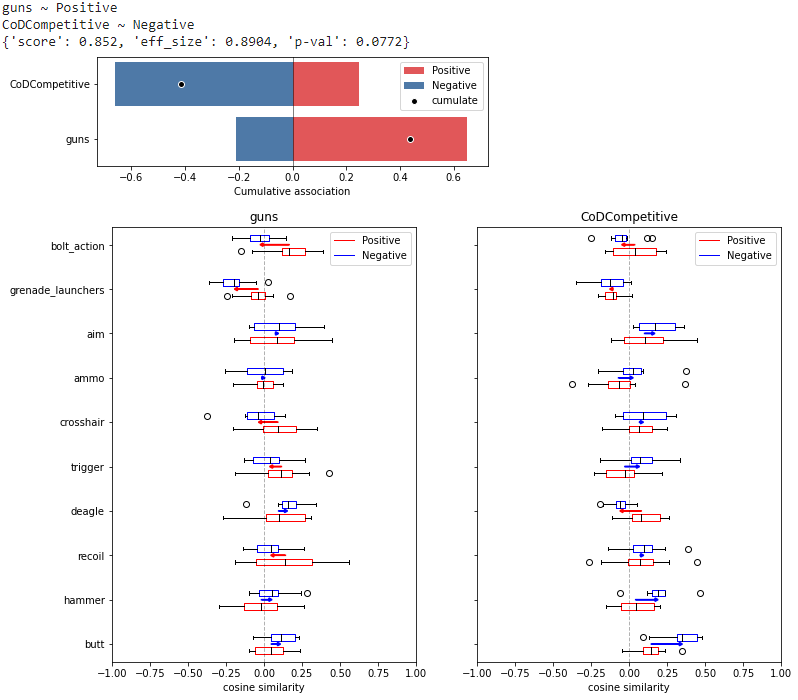 guns ~ Positive
CoDCompetitive ~ Negative
{'score': 0.852, 'eff_size': 0.8904, 'p-val': 0.0772}
CoDCompetitive
guns
Positive
Negative
cumulate
−0.6 −0.4 −0.2 0.0 0.2 0.4 0.6
Cumulative association
guns
CoDCompetitive
Positive
Negative
Positive
Negative
bolt_action
grenade_launchers
aim
ammo
crosshair
trigger
deagle
recoil
hammer
butt
−1.00 −0.75 −0.50 −0.25 0.00 0.25 0.50 0.75 1.00
cosine similarity
−1.00 −0.75 −0.50 −0.25 0.00 0.25 0.50 0.75 1.00
cosine similarity